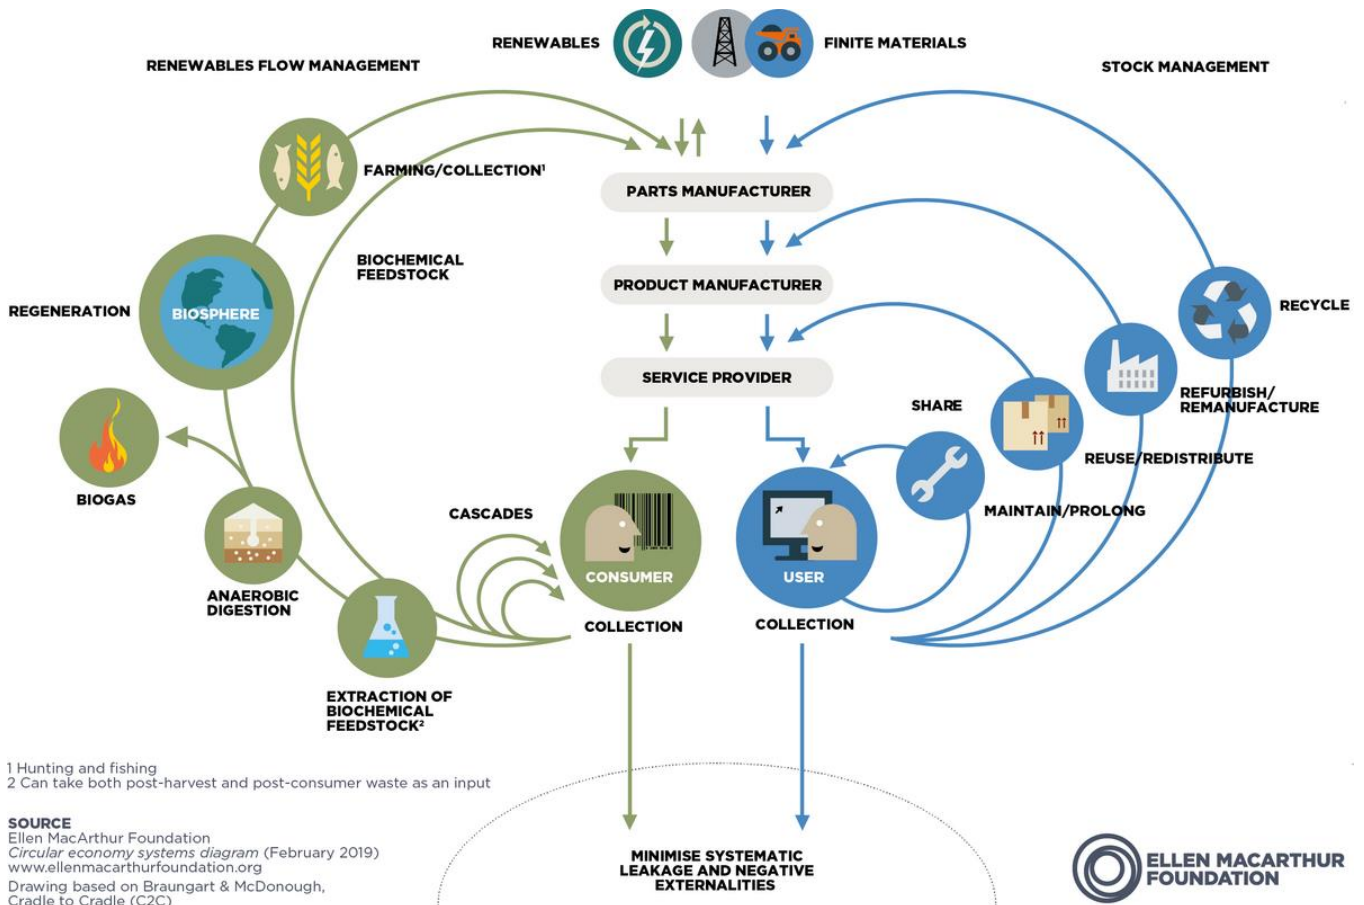 RENEWABLES
FINITE MATERIALS
RENEWABLES FLOW MANAGEMENT
STOCK MANAGEMENT
FARMING/COLLECTION¹
PARTS MANUFACTURER
BIOCHEMICAL
FEEDSTOCK
PRODUCT MANUFACTURER
REGENERATION
BIOSPHERE
RECYCLE
SERVICE PROVIDER
SHARE
REFURBISH/
REMANUFACTURE
REUSE/REDISTRIBUTE
BIOGAS
CASCADES
MAINTAIN/PROLONG
CONSUMER
USER
ANAEROBIC
DIGESTION
COLLECTION
COLLECTION
EXTRACTION OF
BIOCHEMICAL
FEEDSTOCK²
1 Hunting and fishing
2 Can take both post-harvest and post-consumer waste as an input
SOURCE
Ellen MacArthur Foundation
Circular economy systems diagram (February 2019)
www.ellenmacarthurfoundation.org
Drawing based on Braungart & McDonough,
Cradle to Cradle (C2C)
MINIMISE SYSTEMATIC
LEAKAGE AND NEGATIVE
EXTERNALITIES
ELLEN MACARTHUR
FOUNDATION